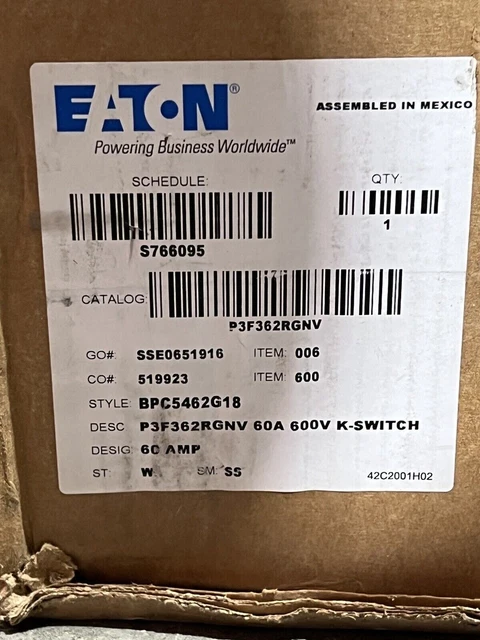 EATON®
ASSEMBLED IN MEXICO
Powering Business Worldwide™
SCHEDULE:
QTY:
S766095
1
CATALOG:
P3F362RGNV
GO#: SSE0651916 ITEM: 006
CO#: 519923 ITEM: 600
STYLE: BPC5462G18
DESC P3F362RGNV 60A 600V K-SWITCH
DESIG: 60 AMP
ST: W SM: SS
42C2001H02